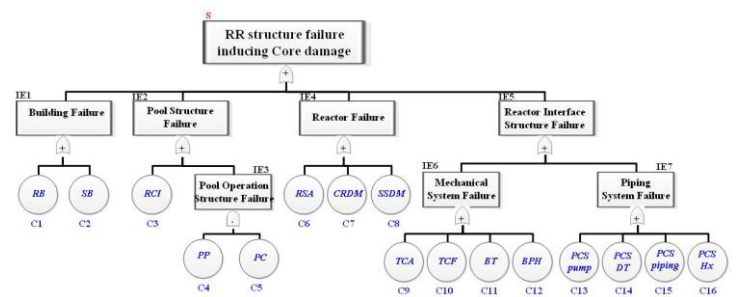 S
RR structure failure
inducing Core damage
+
IE1
IE2
IE4
IE5
Building Failure
Pool Structure
Failure
Reactor Failure
Reactor Interface
Structure Failure
+
+
+
+
IE3
IE6
IE7
RB
SB
RCI
Pool Operation
Structure Failure
RSA
CRDM
SSDM
Mechanical
System Failure
Piping
System Failure
C1
C2
C3
C6
C7
C8
+
+
PP
PC
TCA
TCF
BT
BPH
PCS
pump
PCS
DT
PCS
piping
PCS
Hx
C4
C5
C9
C10
C11
C12
C13
C14
C15
C16